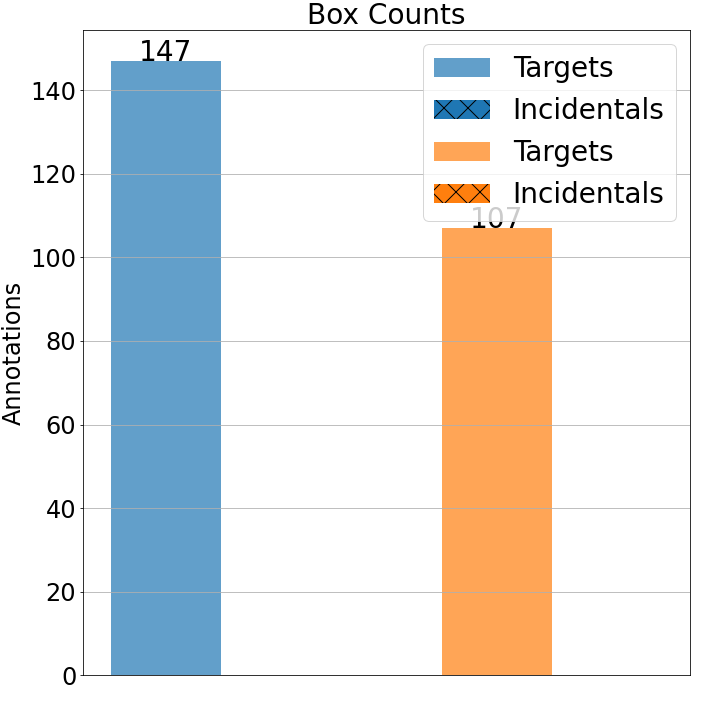 Box Counts
147
Targets
Incidentals
Targets
Incidentals
107
Annotations
140
120
100
80
60
40
20
0